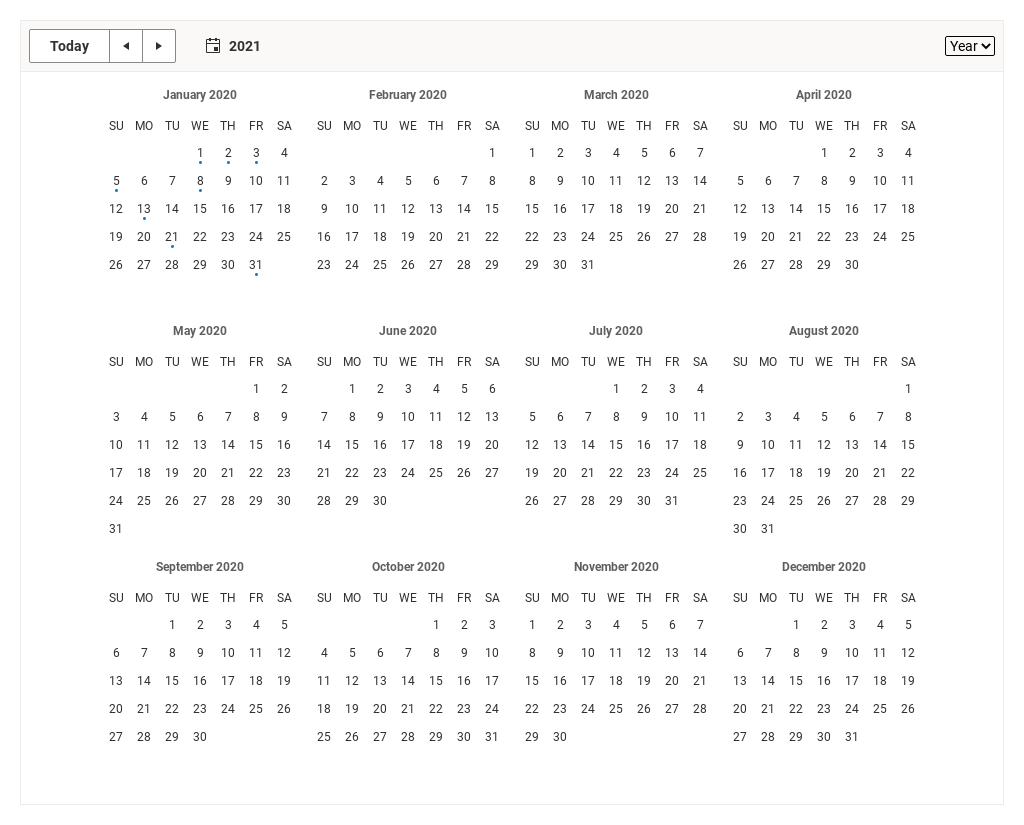 Today 2021 Year
January 2020 February 2020 March 2020 April 2020
SU MO TU WE TH FR SA SU MO TU WE TH FR SA SU MO TU WE TH FR SA SU MO TU WE TH FR SA
1 2 3 4 1 1 2 3 4 5 6 7 1 2 3 4
5 6 7 8 9 10 11 2 3 4 5 6 7 8 8 9 10 11 12 13 14 5 6 7 8 9 10 11
12 13 14 15 16 17 18 9 10 11 12 13 14 15 15 16 17 18 19 20 21 12 13 14 15 16 17 18
19 20 21 22 23 24 25 16 17 18 19 20 21 22 22 23 24 25 26 27 28 19 20 21 22 23 24 25
26 27 28 29 30 31 23 24 25 26 27 28 29 29 30 31 26 27 28 29 30
May 2020 June 2020 July 2020 August 2020
SU MO TU WE TH FR SA SU MO TU WE TH FR SA SU MO TU WE TH FR SA SU MO TU WE TH FR SA
1 2 1 2 3 4 5 6 1 2 3 4 1
3 4 5 6 7 8 9 7 8 9 10 11 12 13 5 6 7 8 9 10 11 2 3 4 5 6 7 8
10 11 12 13 14 15 16 14 15 16 17 18 19 20 12 13 14 15 16 17 18 9 10 11 12 13 14 15
17 18 19 20 21 22 23 21 22 23 24 25 26 27 19 20 21 22 23 24 25 16 17 18 19 20 21 22
24 25 26 27 28 29 30 28 29 30 26 27 28 29 30 31 23 24 25 26 27 28 29
31 30 31
September 2020 October 2020 November 2020 December 2020
SU MO TU WE TH FR SA SU MO TU WE TH FR SA SU MO TU WE TH FR SA SU MO TU WE TH FR SA
1 2 3 4 5 1 2 3 1 2 3 4 5 6 7 1 2 3 4 5
6 7 8 9 10 11 12 4 5 6 7 8 9 10 8 9 10 11 12 13 14 6 7 8 9 10 11 12
13 14 15 16 17 18 19 11 12 13 14 15 16 17 15 16 17 18 19 20 21 13 14 15 16 17 18 19
20 21 22 23 24 25 26 18 19 20 21 22 23 24 22 23 24 25 26 27 28 20 21 22 23 24 25 26
27 28 29 30 25 26 27 28 29 30 31 29 30 27 28 29 30 31